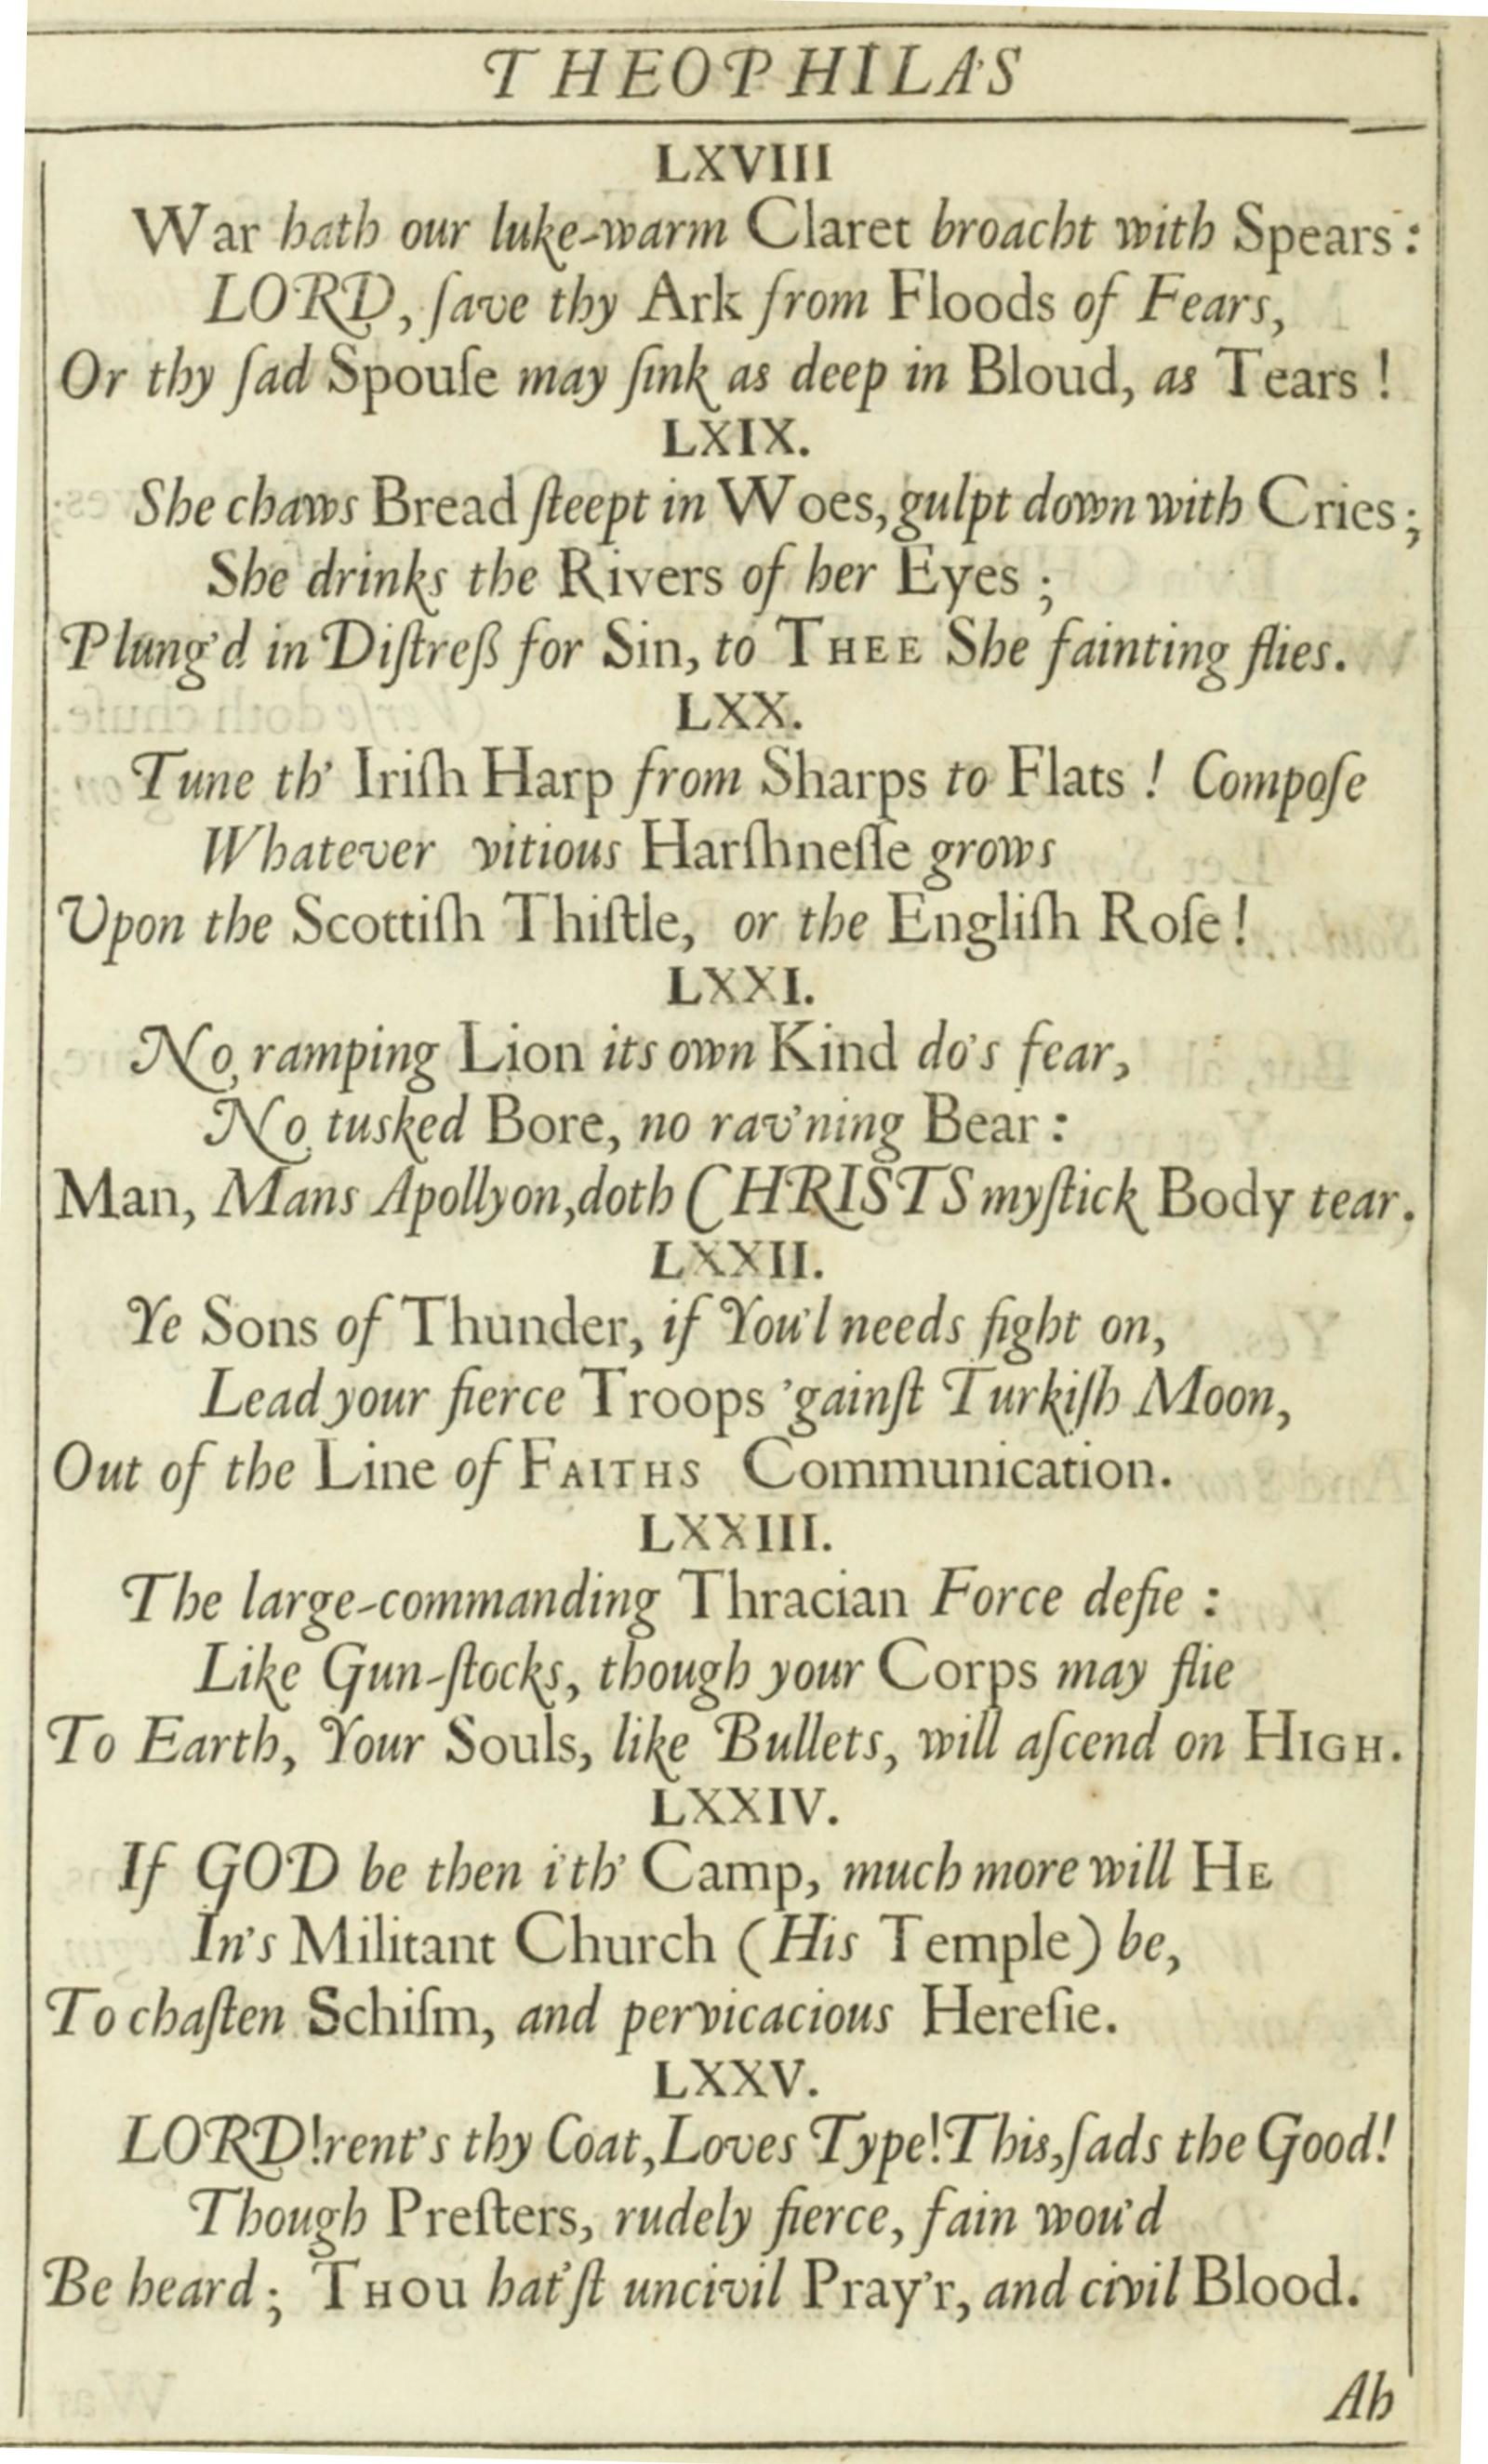 THEOPHILA'S
LXVIII
War hath our luke-warm Claret broacht with Spears :
LORD, ſave thy Ark from Floods of Fears,
Or thy ſad Spouſe may ſink as deep in Bloud, as Tears !
LXIX.
She chaws Bread ſteept in Woes, gulpt down with Cries ;
She drinks the Rivers of her Eyes ;
Plung'd in Diſtreß for Sin, to THEE She fainting flies.
LXX.
Tune th' Iriſh Harp from Sharps to Flats ! Compoſe
Whatever vitious Harſhneſſe grows
Upon the Scottiſh Thiſtle, or the Engliſh Roſe !
LXXI.
No ramping Lion its own Kind do's fear,
No tusked Bore, no rav'ning Bear :
Man, Mans Apollyon, doth CHRISTS myſtick Body tear.
LXXII.
Ye Sons of Thunder, if You'l needs fight on,
Lead your fierce Troops 'gainſt Turkiſh Moon,
Out of the Line of FAITHS Communication.
LXXIII.
The large-commanding Thracian Force defie :
Like Gun-ſtocks, though your Corps may flie
To Earth, Your Souls, like Bullets, will aſcend on HIGH.
LXXIV.
If GOD be then i'th' Camp, much more will HE
In's Militant Church (His Temple) be,
To chaſten Schiſm, and pervicacious Hereſie.
LXXV.
LORD! rent's thy Coat, Loves Type! This, ſads the Good!
Though Preſters, rudely fierce, fain wou'd
Be heard ; THOU hat'ſt uncivil Pray'r, and civil Blood.
Ah